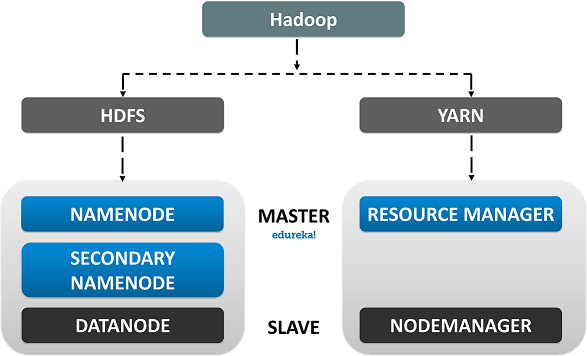 Hadoop
HDFS
YARN
NAMENODE
MASTER
edureka!
RESOURCE MANAGER
SECONDARY
NAMENODE
DATANODE
SLAVE
NODEMANAGER